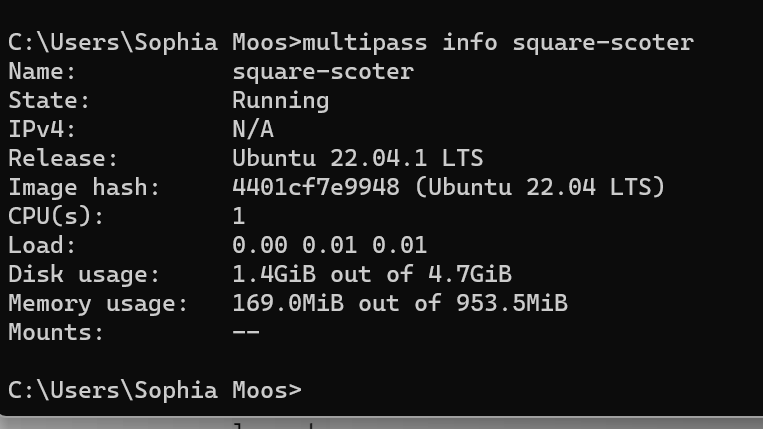 C:\Users\Sophia Moos>multipass info square-scoter
Name:           square-scoter
State:          Running
IPv4:           N/A
Release:        Ubuntu 22.04.1 LTS
Image hash:     4401cf7e9948 (Ubuntu 22.04 LTS)
CPU(s):         1
Load:           0.00 0.01 0.01
Disk usage:     1.4GiB out of 4.7GiB
Memory usage:   169.0MiB out of 953.5MiB
Mounts:         --
C:\Users\Sophia Moos>